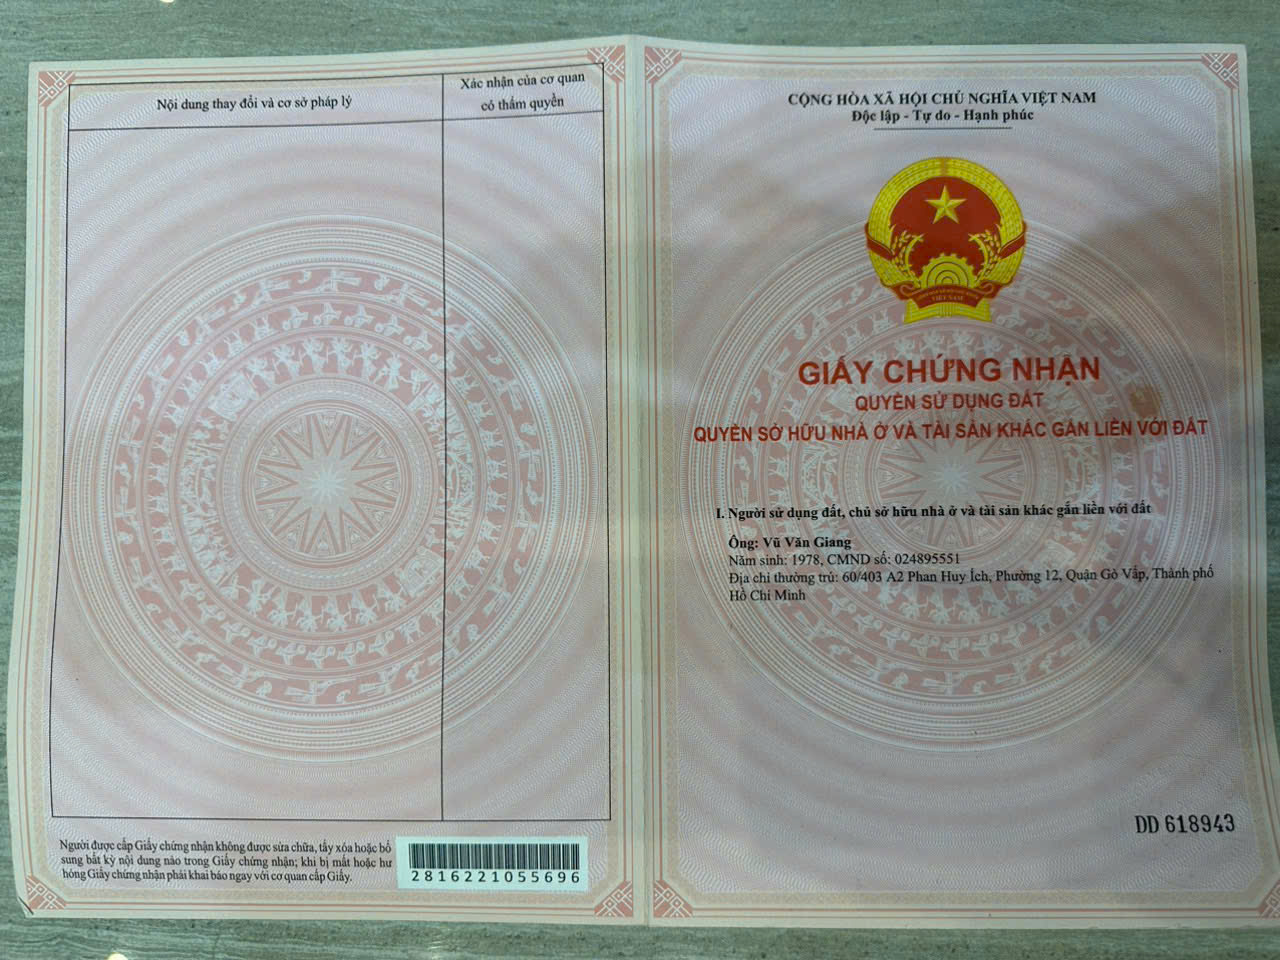 Nội dung thay đổi và cơ sở pháp lý
Xác nhận của cơ quan
có thẩm quyền
Người được cấp Giấy chứng nhận không được sửa chữa, tẩy xóa hoặc bổ
sung bất kỳ nội dung nào trong Giấy chứng nhận; khi bị mất hoặc hư
hỏng Giấy chứng nhận phải khai báo ngay với cơ quan cấp Giấy.
2816221055696
CỘNG HÒA XÃ HỘI CHỦ NGHĨA VIỆT NAM
Độc lập - Tự do - Hạnh phúc
VIỆT NAM
GIẤY CHỨNG NHẬN
QUYỀN SỬ DỤNG ĐẤT
QUYỀN SỞ HỮU NHÀ Ở VÀ TÀI SẢN KHÁC GẮN LIỀN VỚI ĐẤT
I. Người sử dụng đất, chủ sở hữu nhà ở và tài sản khác gắn liền với đất
Ông: Vũ Văn Giang
Năm sinh: 1978, CMND số: 024895551
Địa chỉ thường trú: 60/403 A2 Phan Huy Ích, Phường 12, Quận Gò Vấp, Thành phố
Hồ Chí Minh
DD 618943